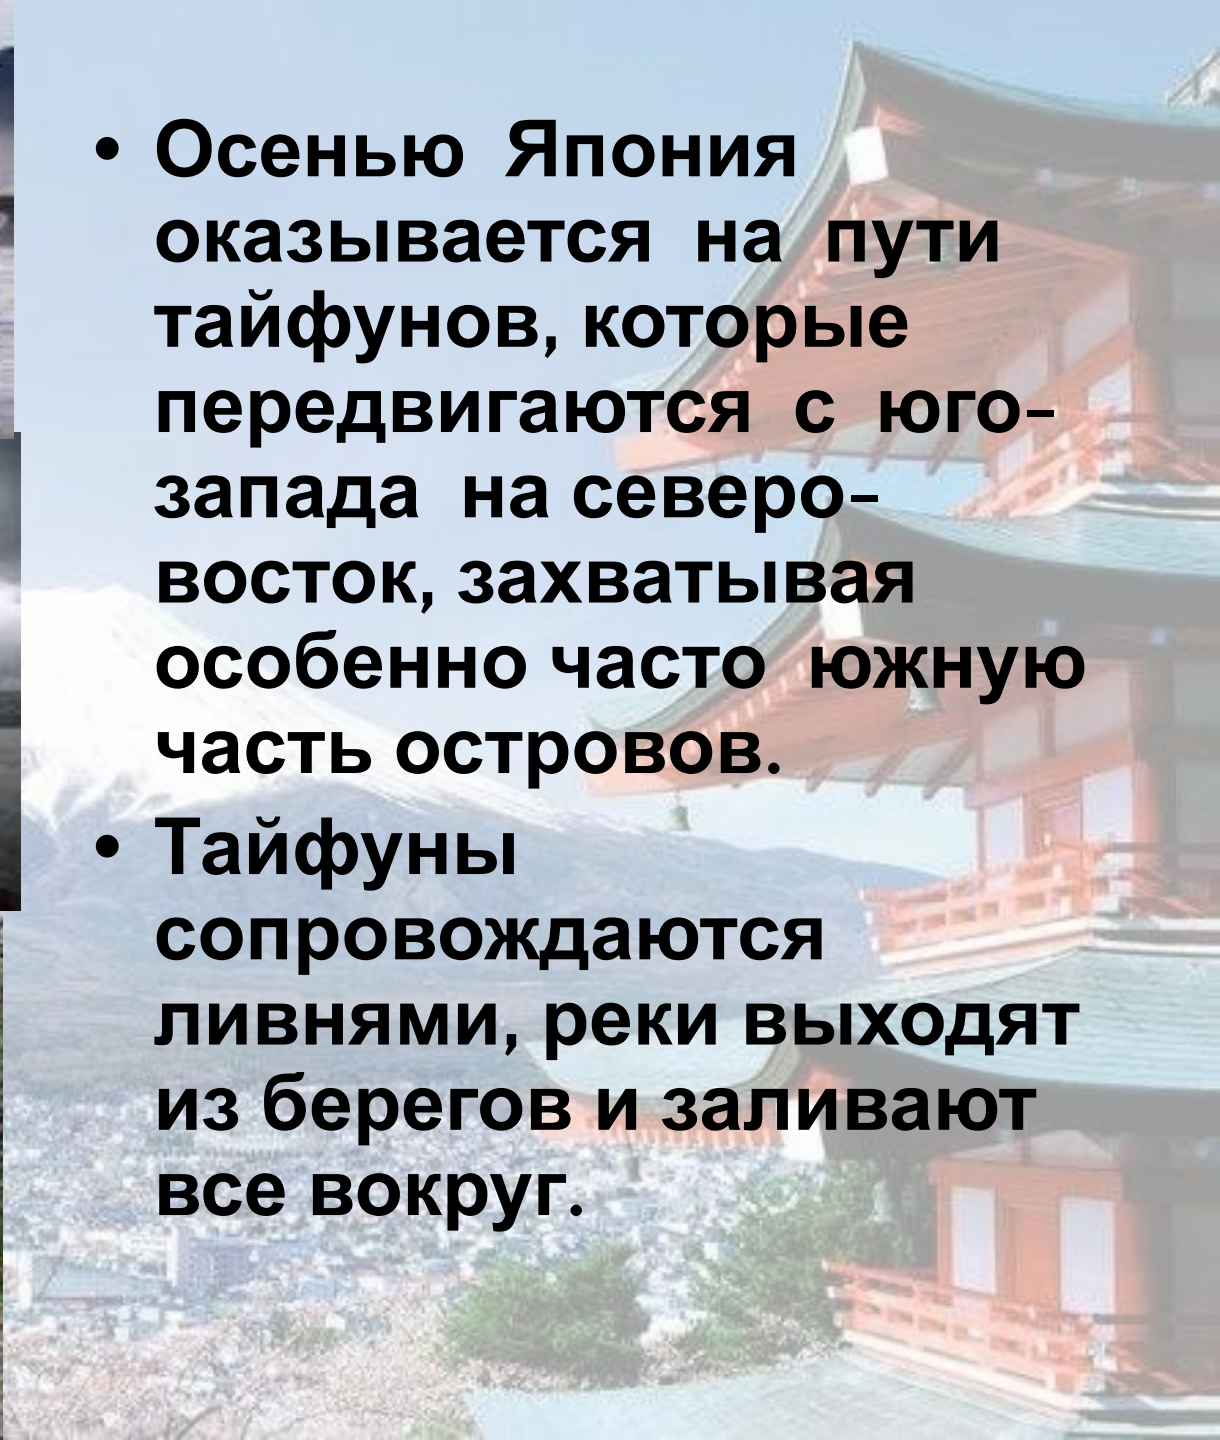 • Осенью Япония
оказывается на пути
тайфунов, которые
передвигаются с юго-
запада на северо-
восток, захватывая
особенно часто южную
часть островов.
• Тайфуны
сопровождаются
ливнями, реки выходят
из берегов и заливают
все вокруг.